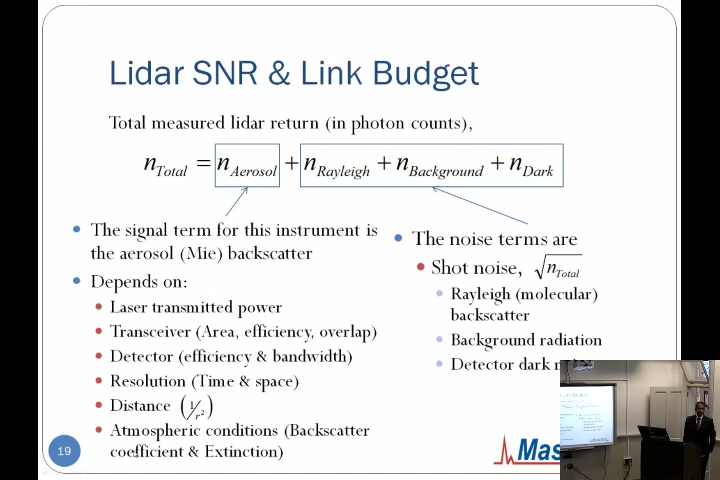 Lidar SNR & Link Budget
Total measured lidar return (in photon counts),
n_Total = n_Aerosol + n_Rayleigh + n_Background + n_Dark
The signal term for this instrument is
the aerosol (Mie) backscatter
Depends on:
Laser transmitted power
Transceiver (Area, efficiency, overlap)
Detector (efficiency & bandwidth)
Resolution (Time & space)
Distance (1/r²)
Atmospheric conditions (Backscatter
coefficient & Extinction)
The noise terms are
Shot noise, √n_Total
Rayleigh (molecular)
backscatter
Background radiation
Detector dark
19